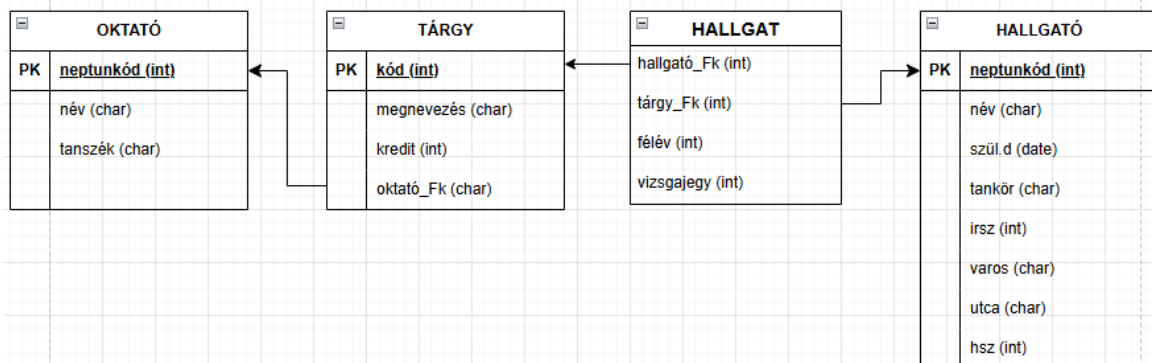 OKTATÓ
PK neptunkód (int)
név (char)
tanszék (char)
TÁRGY
PK kód (int)
megnevezés (char)
kredit (int)
oktató_Fk (char)
HALLGAT
hallgató_Fk (int)
tárgy_Fk (int)
félév (int)
vizsgajegy (int)
HALLGATÓ
PK neptunkód (int)
név (char)
szül.d (date)
tankör (char)
irsz (int)
varos (char)
utca (char)
hsz (int)